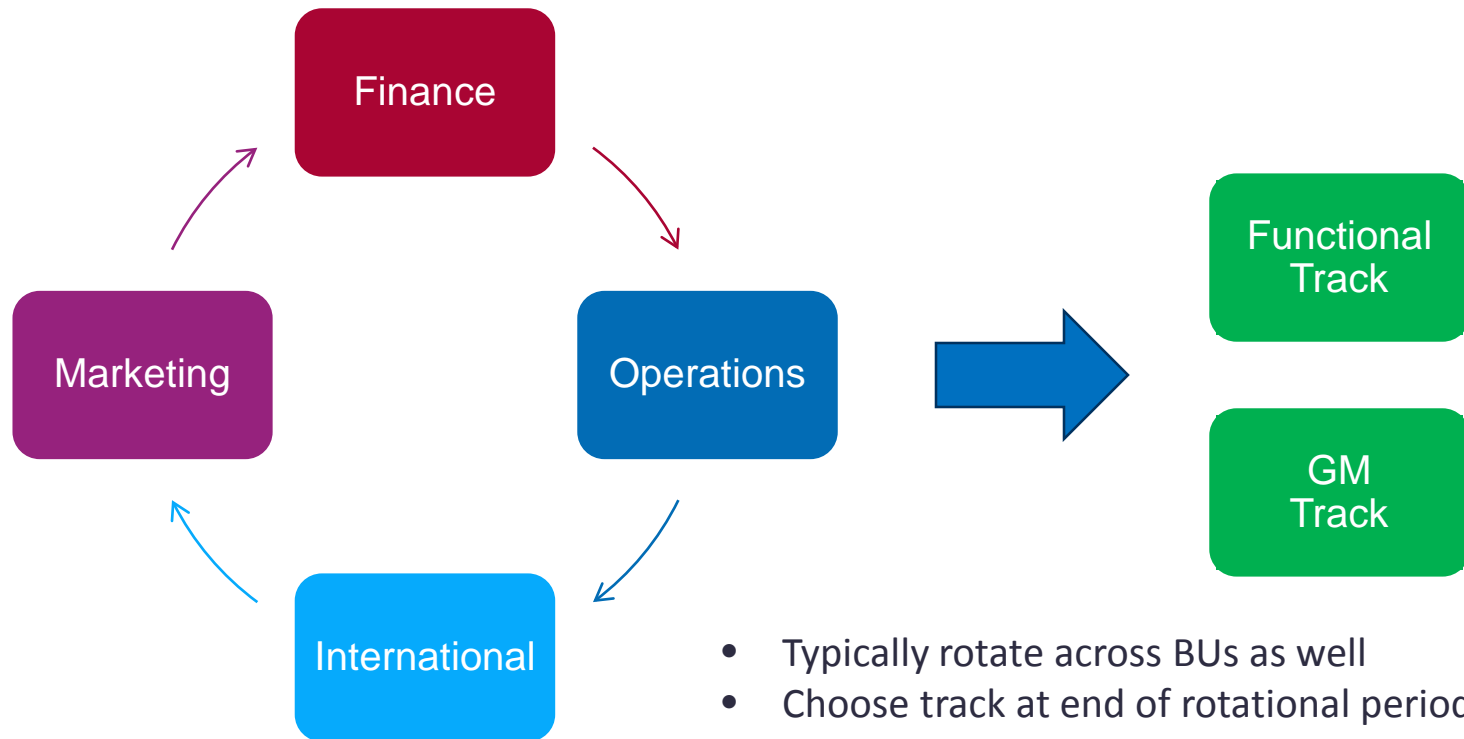 Finance
Marketing
Operations
International
Functional
Track
GM
Track
• Typically rotate across BUs as well
• Choose track at end of rotational period